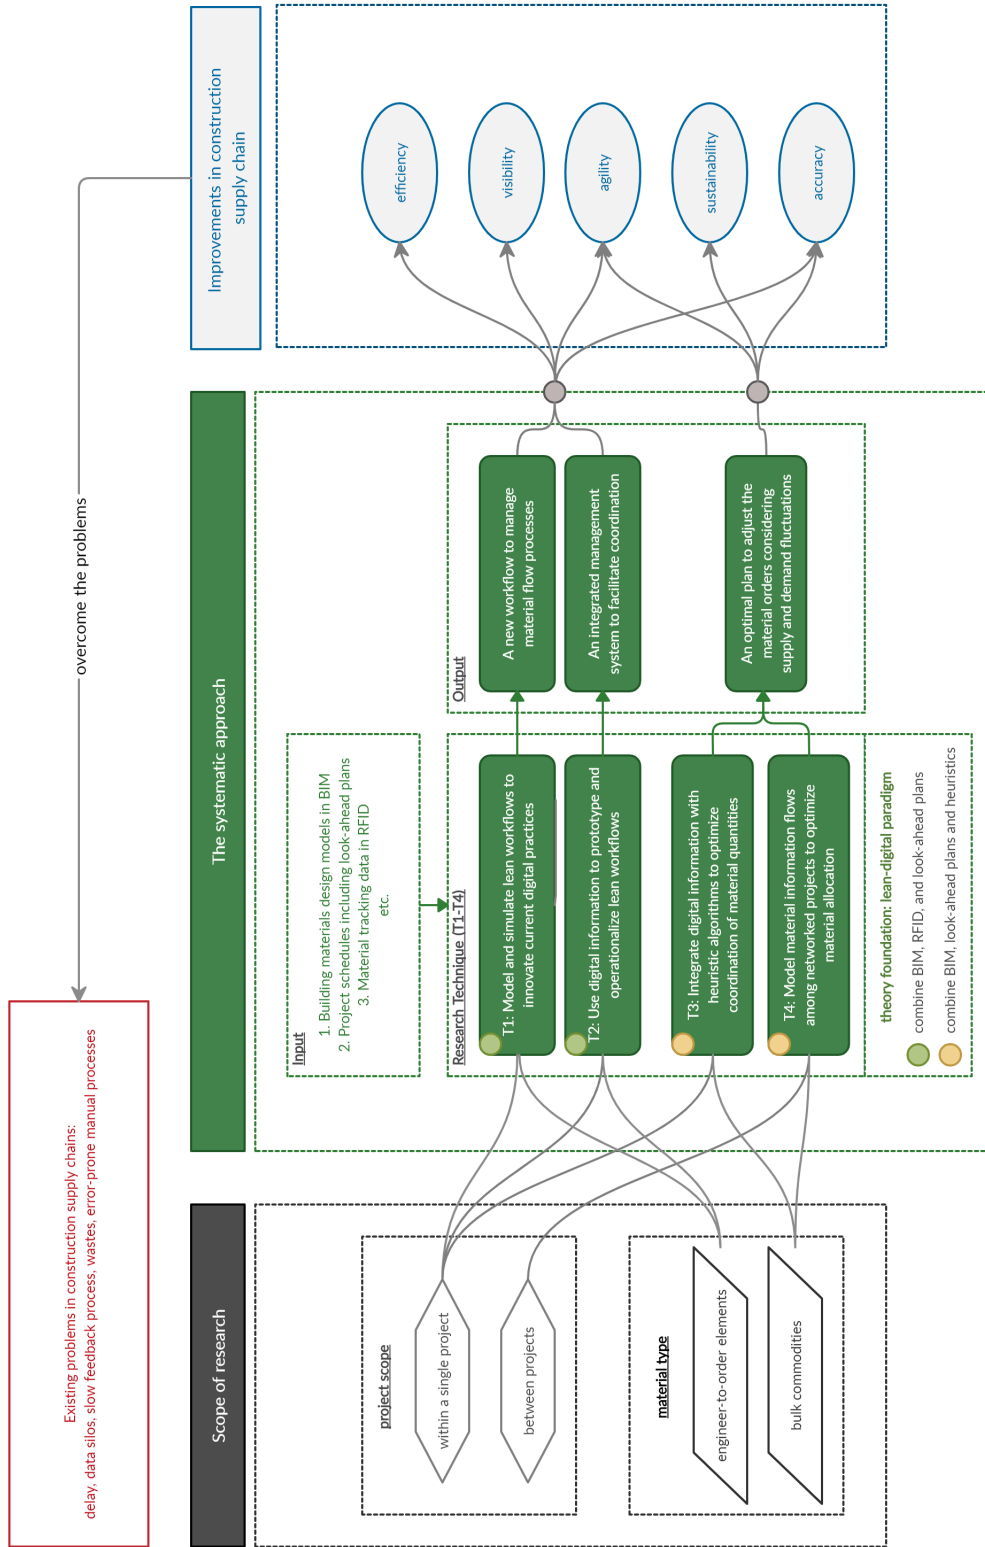 Existing problems in construction supply chains:
delay, data silos, slow feedback process, wastes, error-prone manual processes
overcome the problems
Scope of research
The systematic approach
Improvements in construction
supply chain
project scope
within a single project
between projects
material type
engineer-to-order elements
bulk commodities
Input
1. Building materials design models in BIM
2. Project schedules including look-ahead plans
3. Material tracking data in RFID
etc.
Research Technique (T1-T4)
T1: Model and simulate lean workflows to
innovate current digital practices
T2: Use digital information to prototype and
operationalize lean workflows
T3: Integrate digital information with
heuristic algorithms to optimize
coordination of material quantities
T4: Model material information flows
among networked projects to optimize
material allocation
theory foundation: lean-digital paradigm
combine BIM, RFID, and look-ahead plans
combine BIM, look-ahead plans and heuristics
Output
A new workflow to manage
material flow processes
An integrated management
system to facilitate coordination
An optimal plan to adjust the
material orders considering
supply and demand fluctuations
efficiency
visibility
agility
sustainability
accuracy